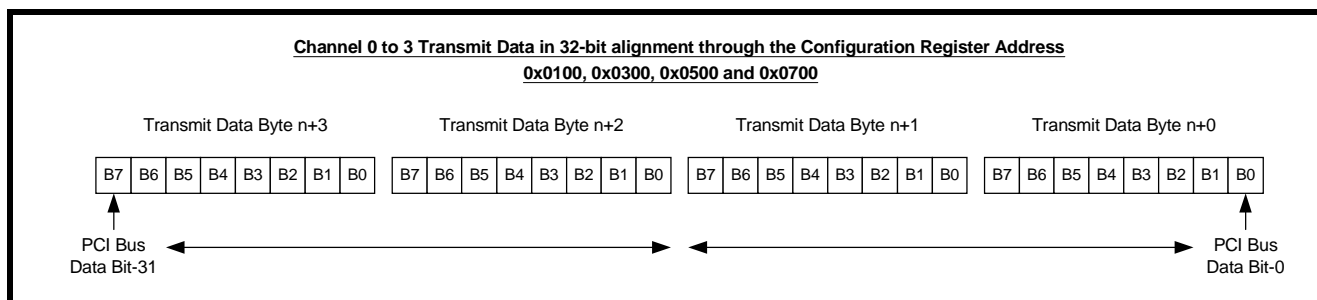 Channel 0 to 3 Transmit Data in 32-bit alignment through the Configuration Register Address
0x0100, 0x0300, 0x0500 and 0x0700
Transmit Data Byte n+3 Transmit Data Byte n+2 Transmit Data Byte n+1 Transmit Data Byte n+0
B7 B6 B5 B4 B3 B2 B1 B0 B7 B6 B5 B4 B3 B2 B1 B0 B7 B6 B5 B4 B3 B2 B1 B0 B7 B6 B5 B4 B3 B2 B1 B0
PCI Bus PCI Bus
Data Bit-31 Data Bit-0